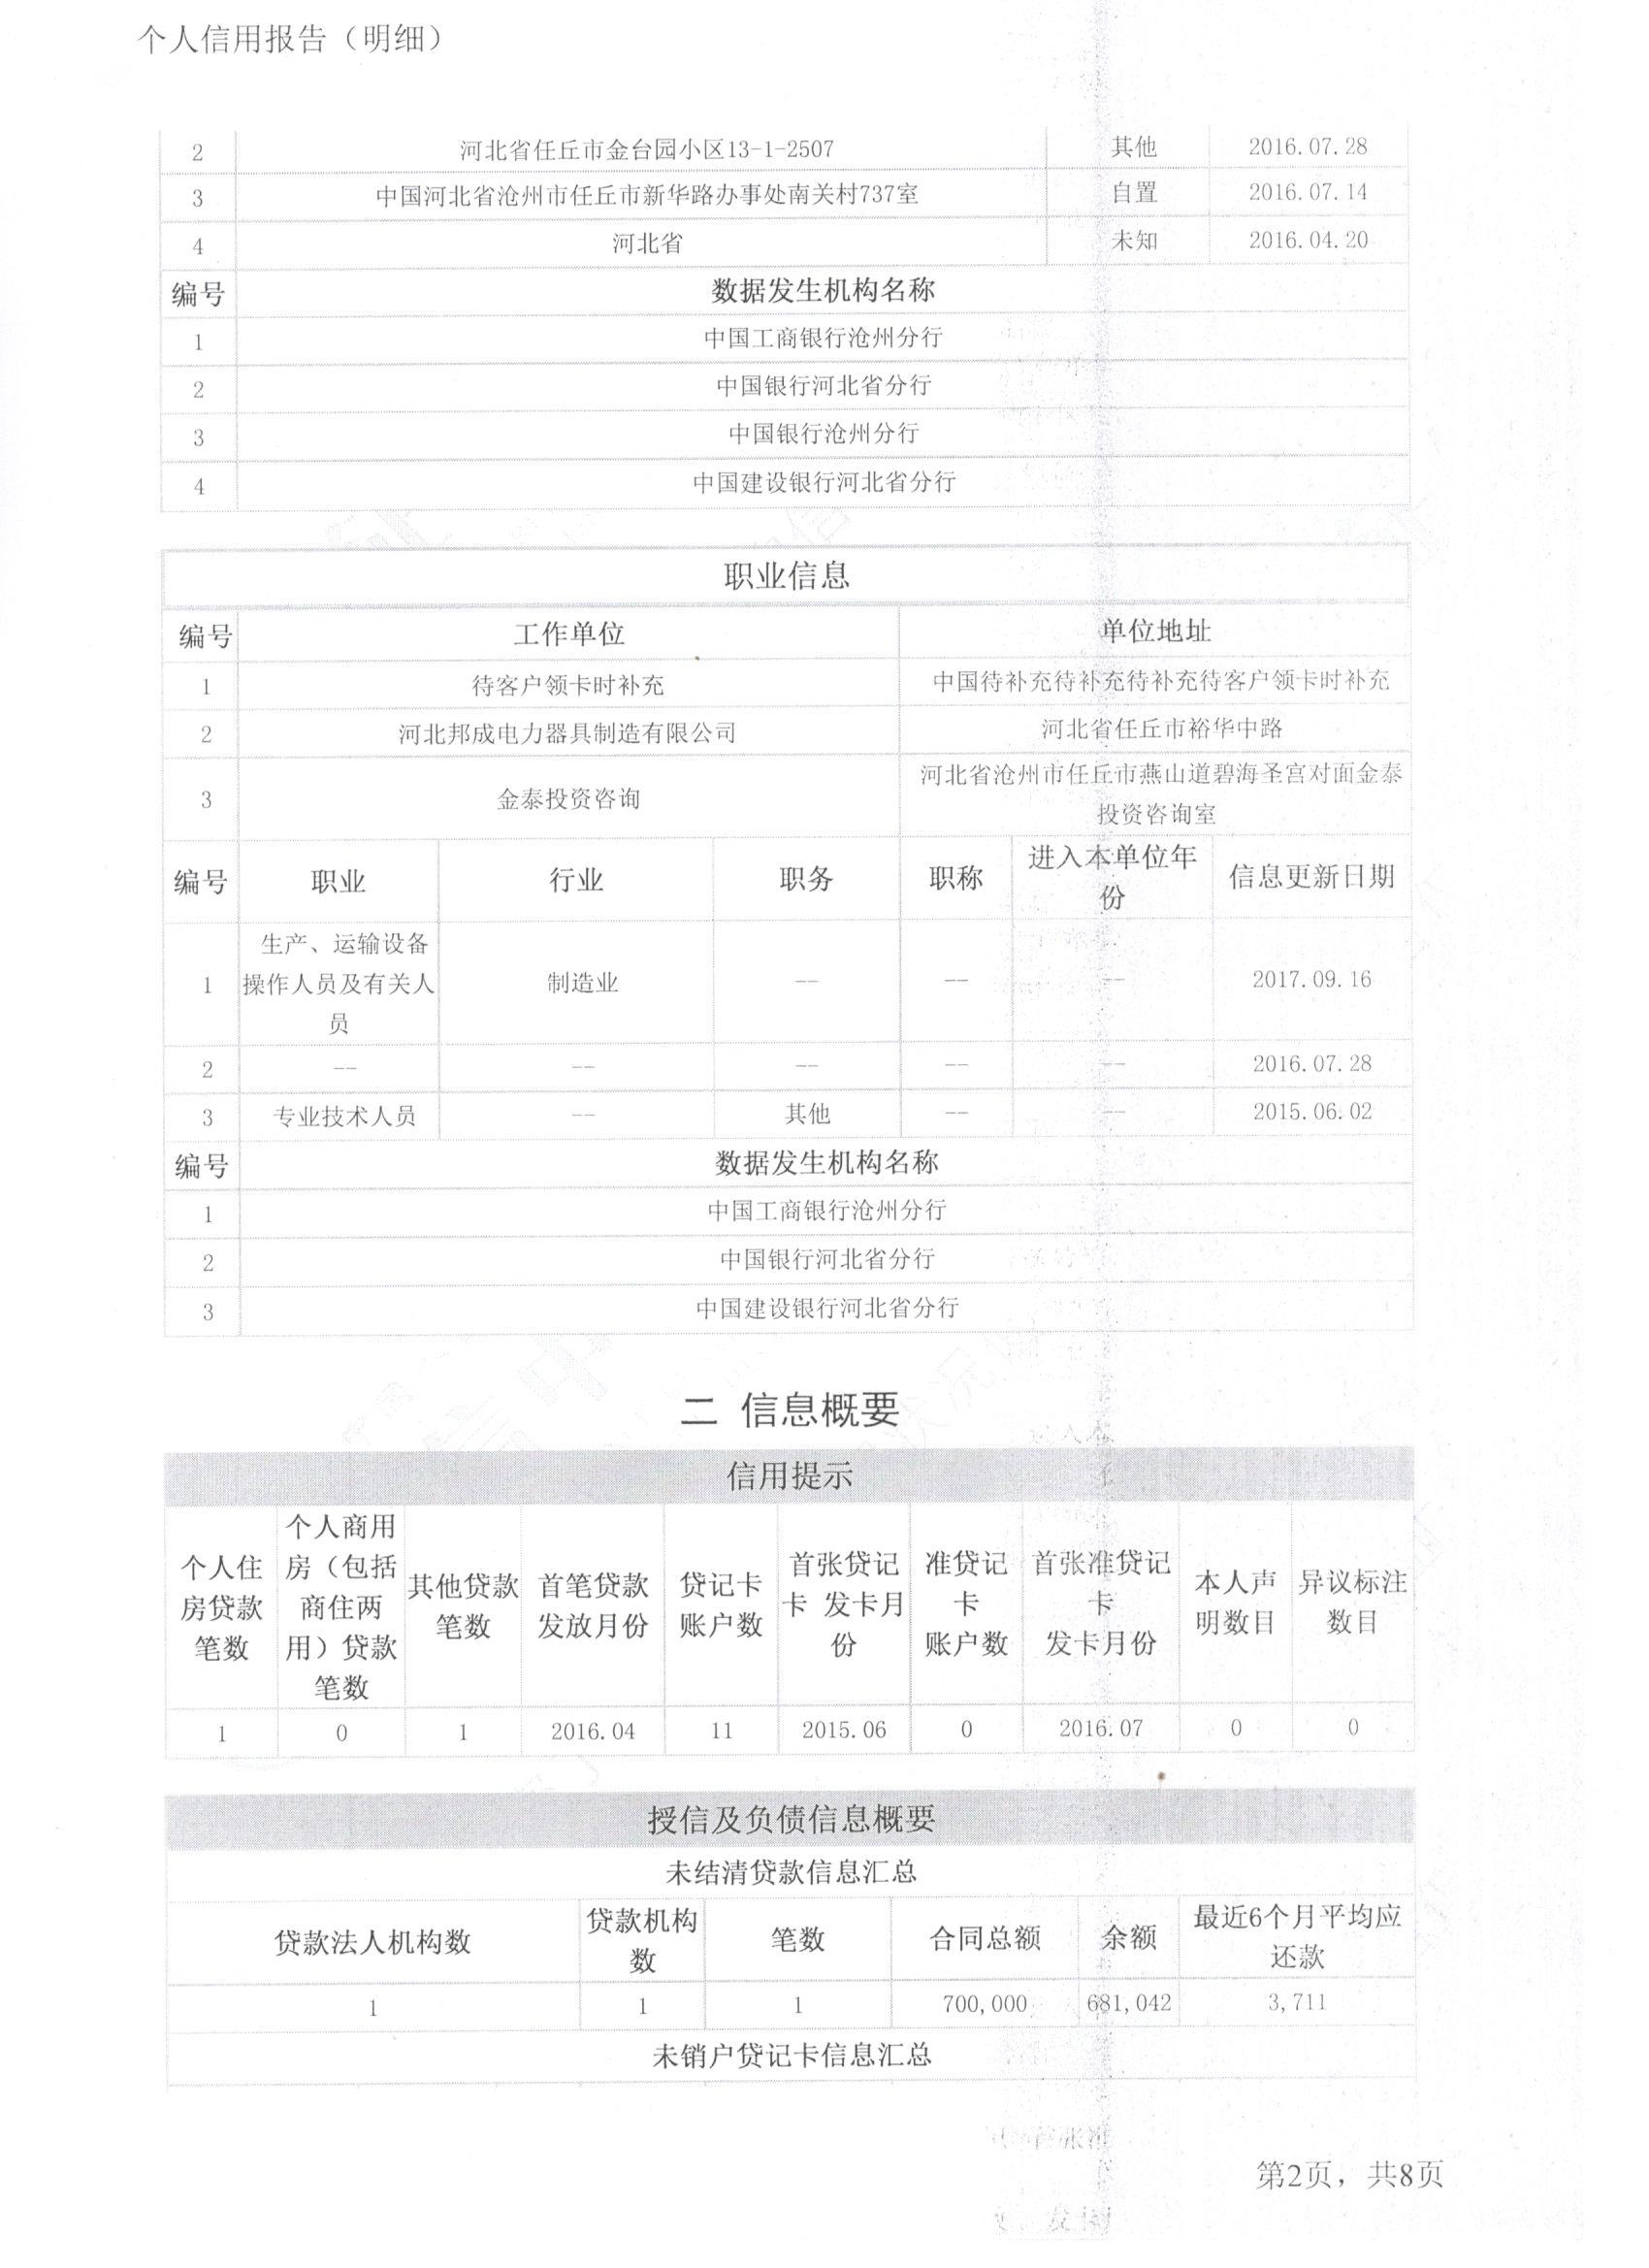 个人信用报告（明细）
2 河北省任丘市金台园小区13-1-2507 其他 2016.07.28
3 中国河北省沧州市任丘市新华路办事处南关村737室 自置 2016.07.14
4 河北省 未知 2016.04.20
编号 数据发生机构名称
1 中国工商银行沧州分行
2 中国银行河北省分行
3 中国银行沧州分行
4 中国建设银行河北省分行
职业信息
编号 工作单位 单位地址
1 待客户领卡时补充 中国待补充待补充待补充待客户领卡时补充
2 河北邦成电力器具制造有限公司 河北省任丘市裕华中路
3 金泰投资咨询 河北省沧州市任丘市燕山道碧海圣宫对面金泰
投资咨询室
编号 职业 行业 职务 职称 进入本单位年
份 信息更新日期
1 生产、运输设备
操作人员及有关人
员 制造业 -- -- -- 2017.09.16
2 -- -- -- -- -- 2016.07.28
3 专业技术人员 -- 其他 -- -- 2015.06.02
编号 数据发生机构名称
1 中国工商银行沧州分行
2 中国银行河北省分行
3 中国建设银行河北省分行
二 信息概要
信用提示
个人住
房贷款
笔数
个人商用
房（包括
商住两
用）贷款
笔数
其他贷款
笔数
首笔贷款
发放月份
贷记卡
账户数
首张贷记
卡 发卡月
份
准贷记
卡
账户数
首张准贷记
卡
发卡月份
本人声
明数目
异议标注
数目
1 0 1 2016.04 11 2015.06 0 2016.07 0 0
授信及负债信息概要
未结清贷款信息汇总
贷款法人机构数 贷款机构
数 笔数 合同总额 余额 最近6个月平均应
还款
1 1 1 700,000 681,042 3,711
未销户贷记卡信息汇总
第2页，共8页